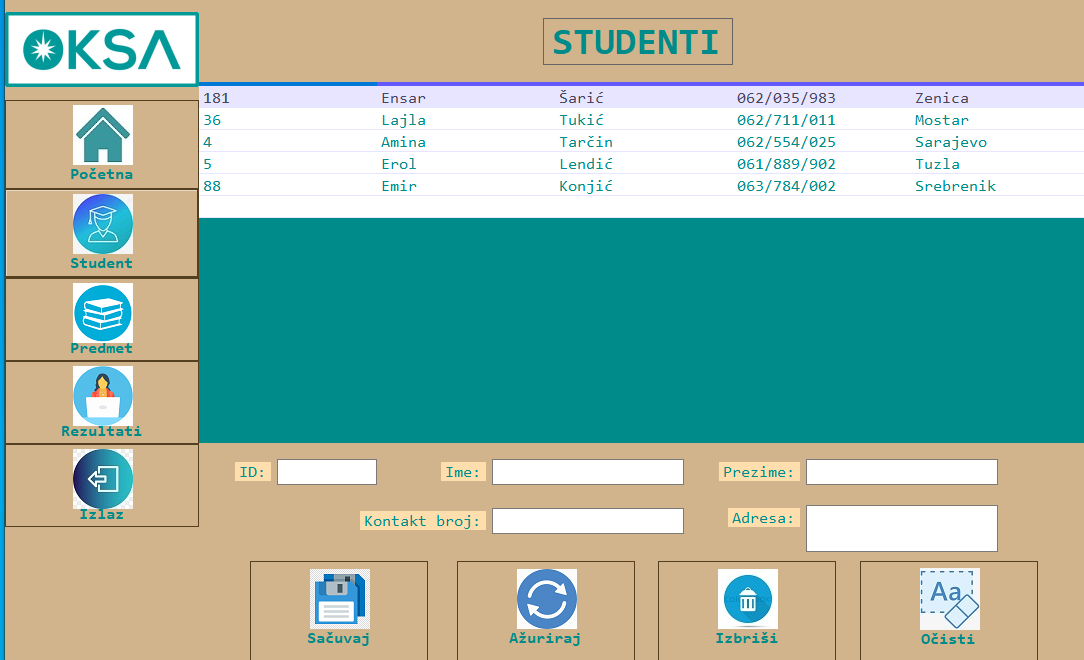 OKSΛ
STUDENTI
Početna
Student
Predmet
Rezultati
Izlaz
181 Ensar Šarić 062/035/983 Zenica
36 Lajla Tukić 062/711/011 Mostar
4 Amina Tarčin 062/554/025 Sarajevo
5 Erol Lendić 061/889/902 Tuzla
88 Emir Konjić 063/784/002 Srebrenik
ID: Ime: Prezime:
Kontakt broj: Adresa:
Aa
Sačuvaj Ažuriraj Izbriši Očisti